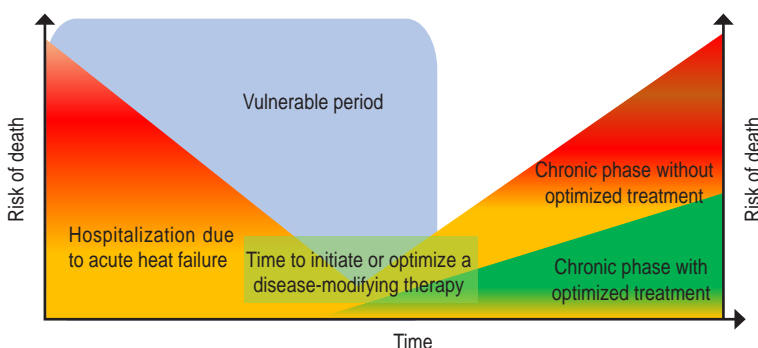 Risk of death
Vulnerable period
Hospitalization due
to acute heat failure
Time to initiate or optimize a
disease-modifying therapy
Chronic phase without
optimized treatment
Chronic phase with
optimized treatment
Risk of death
Time